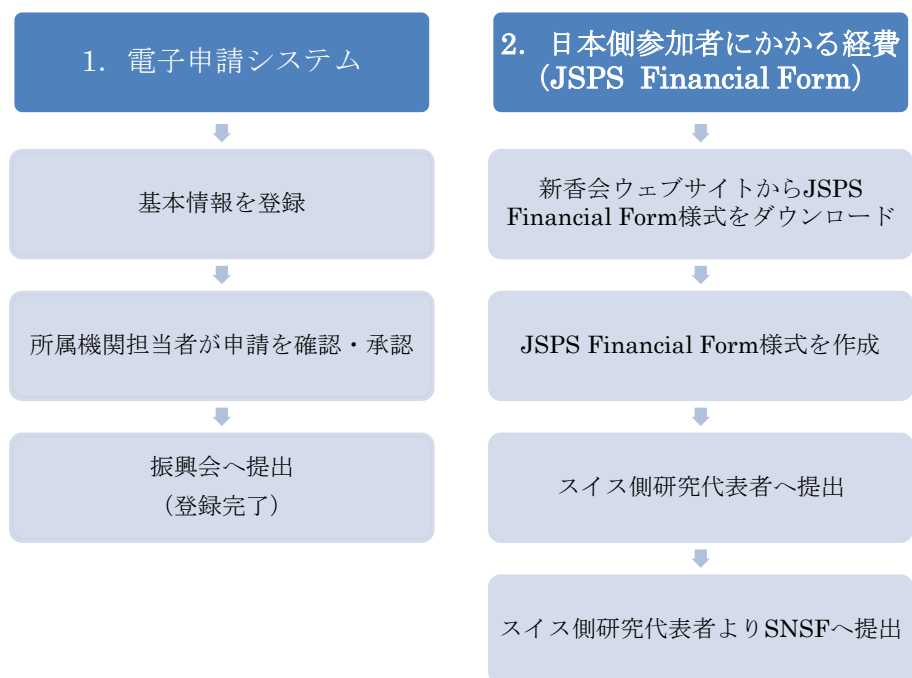 1. 電子申請システム
基本情報を登録
所属機関担当者が申請を確認・承認
振興会へ提出
(登録完了)
2. 日本側参加者にかかる経費
(JSPS Financial Form)
新香会ウェブサイトからJSPS
Financial Form様式をダウンロード
JSPS Financial Form様式を作成
スイス側研究代表者へ提出
スイス側研究代表者よりSNSFへ提出